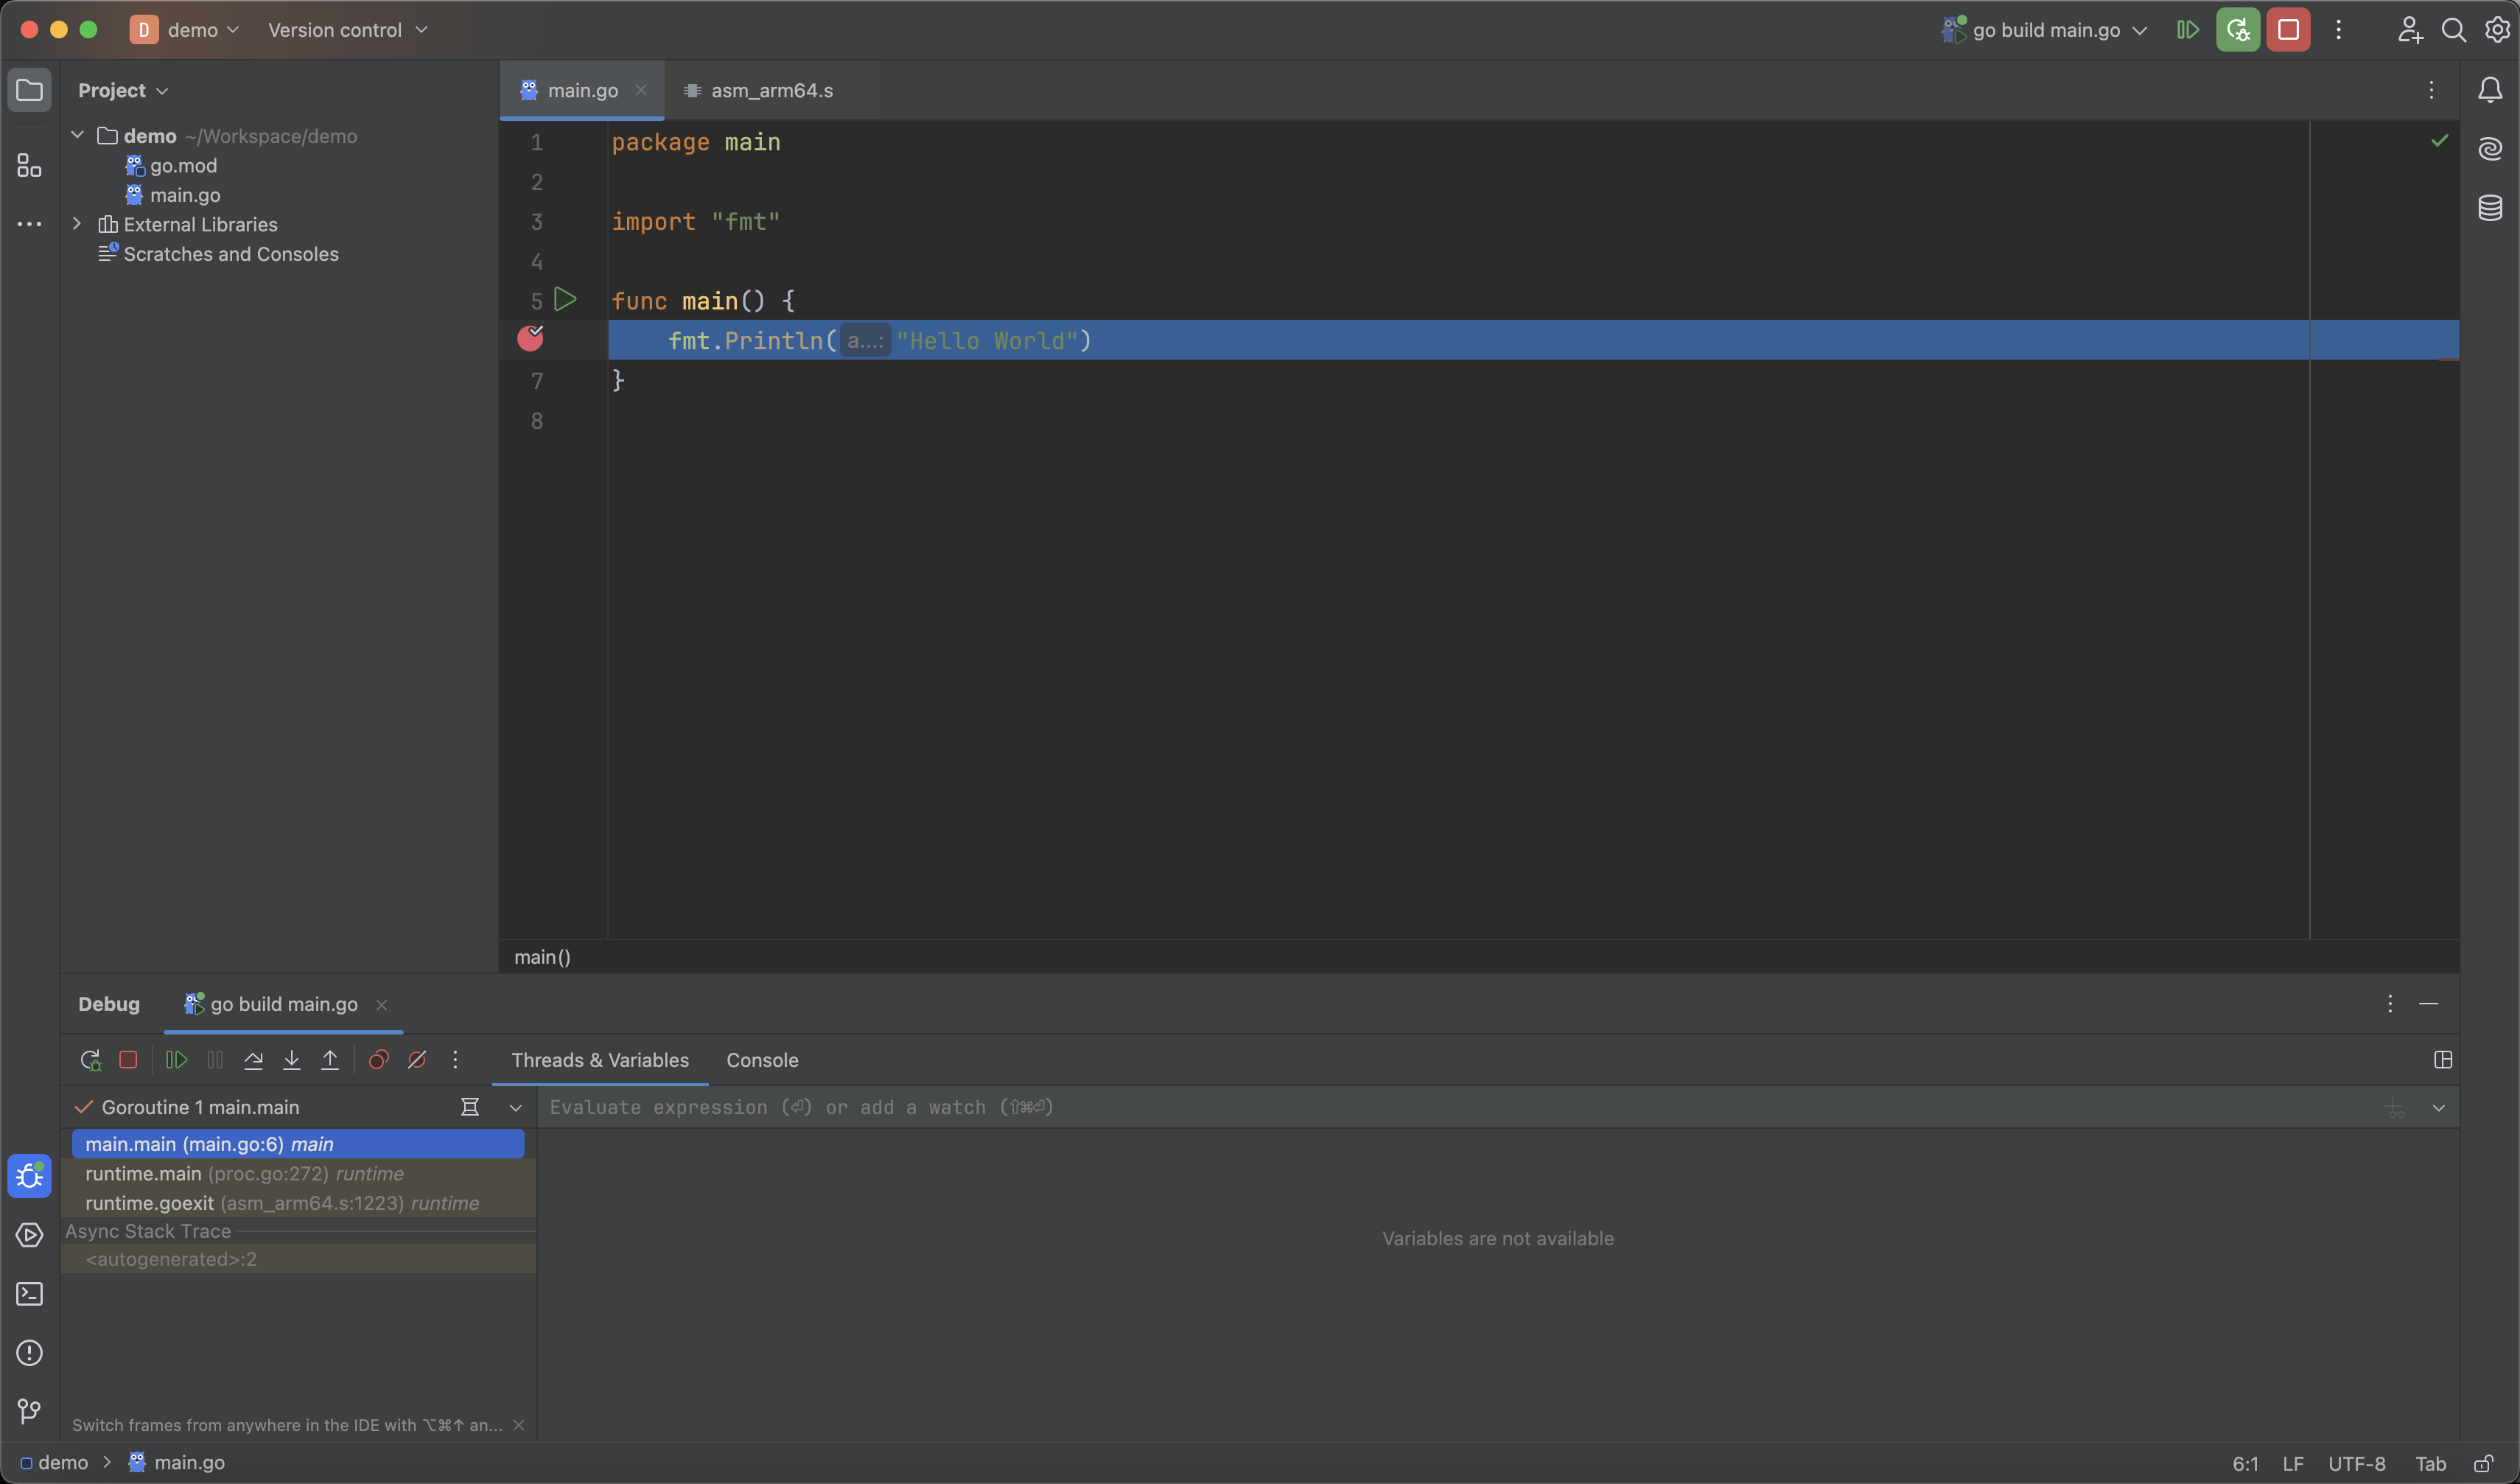 D demo Version control go build main.go
Project
demo ~/Workspace/demo
go.mod
main.go
External Libraries
Scratches and Consoles
main.go asm_arm64.s
1 package main
2
3 import "fmt"
4
5 func main() {
fmt.Println( a...: "Hello World")
7 }
8
main()
Debug go build main.go
Threads & Variables Console
Goroutine 1 main.main
Evaluate expression (⏎) or add a watch (⇧⌘⏎)
main.main (main.go:6) main
runtime.main (proc.go:272) runtime
runtime.goexit (asm_arm64.s:1223) runtime
Async Stack Trace
<autogenerated>:2
Variables are not available
Switch frames from anywhere in the IDE with ⌥⌘↑ an...
demo main.go 6:1 LF UTF-8 Tab